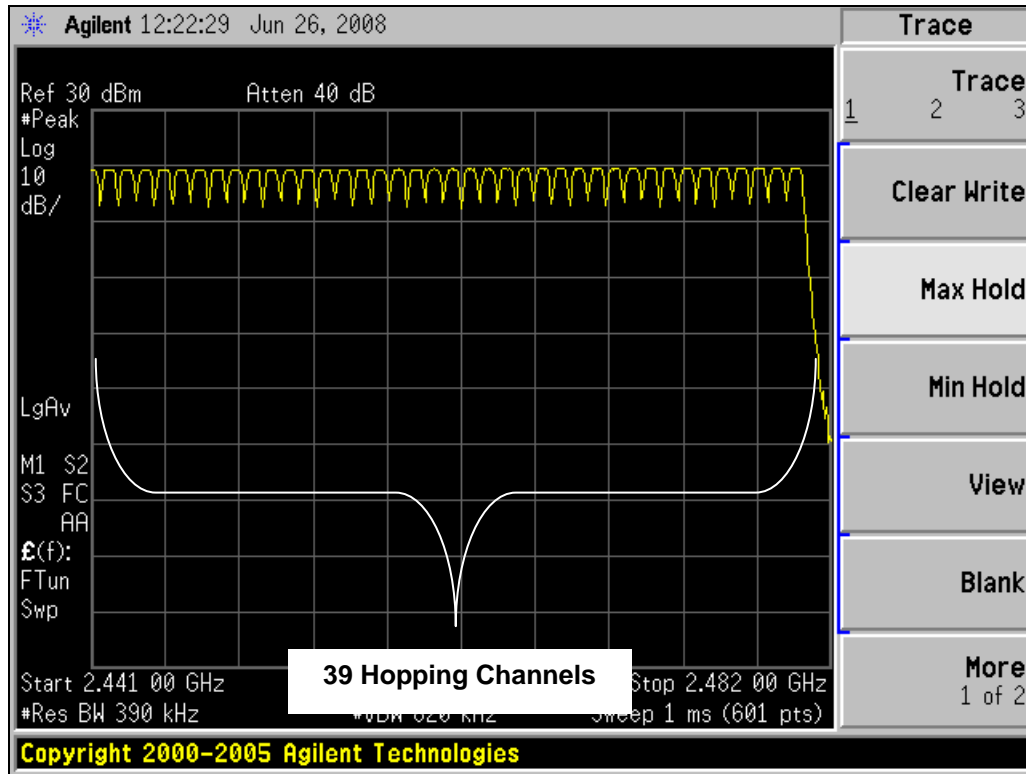 Agilent 12:22:29 Jun 26, 2008
Ref 30 dBm Atten 40 dB
#Peak
Log
10
dB/
LgAv
M1 S2
S3 FC
AA
£(f):
FTun
Swp
39 Hopping Channels
Start 2.441 00 GHz Stop 2.482 00 GHz
#Res BW 390 kHz #VBW 620 kHz Sweep 1 ms (601 pts)
Copyright 2000-2005 Agilent Technologies
Trace
Trace
1 2 3
Clear Write
Max Hold
Min Hold
View
Blank
More
1 of 2